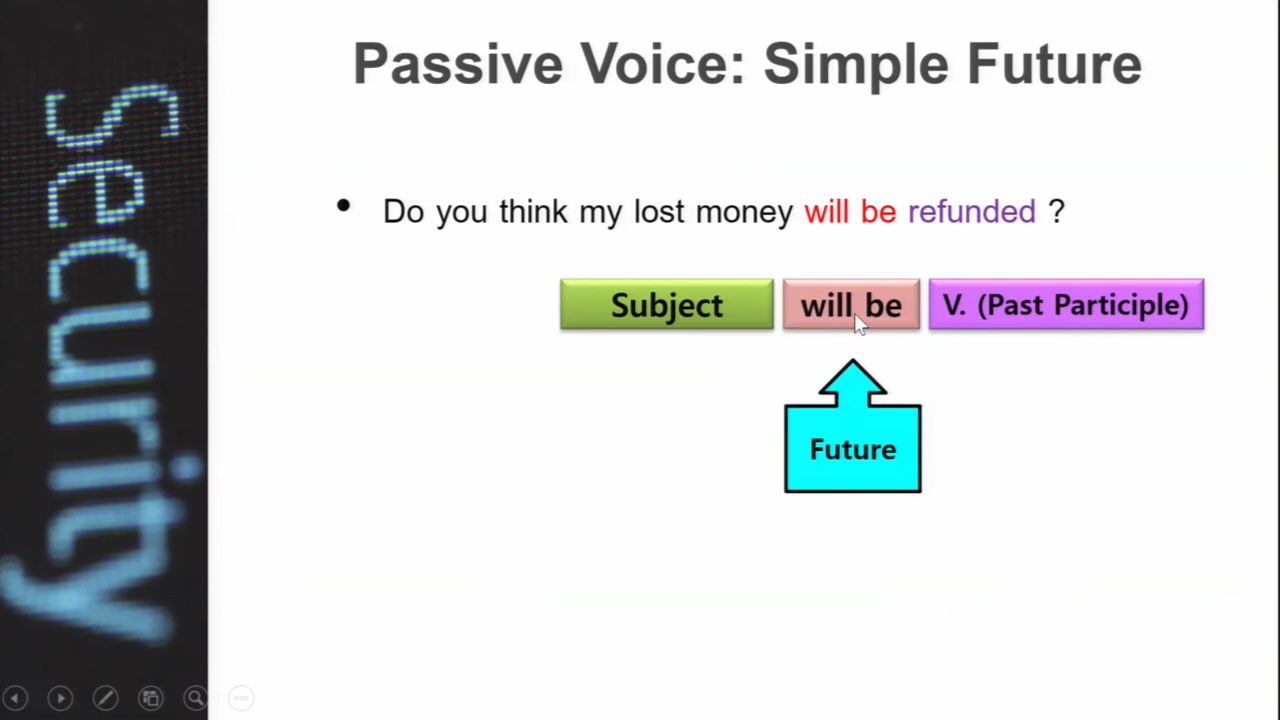 Security
Passive Voice: Simple Future
• Do you think my lost money will be refunded ?
Subject will be V. (Past Participle)
Future